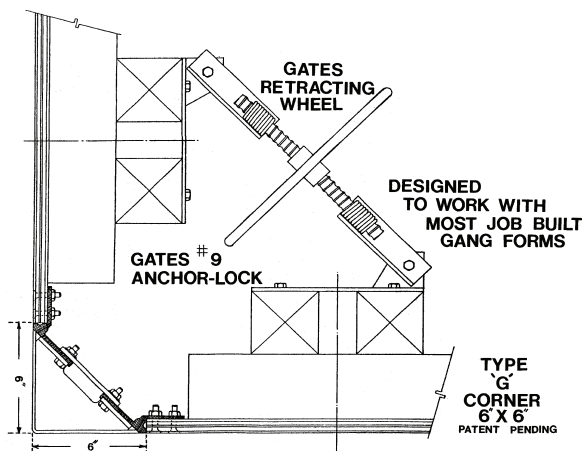 GATES
RETRACTING
WHEEL
DESIGNED
TO WORK WITH
MOST JOB BUILT
GANG FORMS
GATES #9
ANCHOR-LOCK
6"
6"
TYPE
'G'
CORNER
6" X 6"
PATENT PENDING